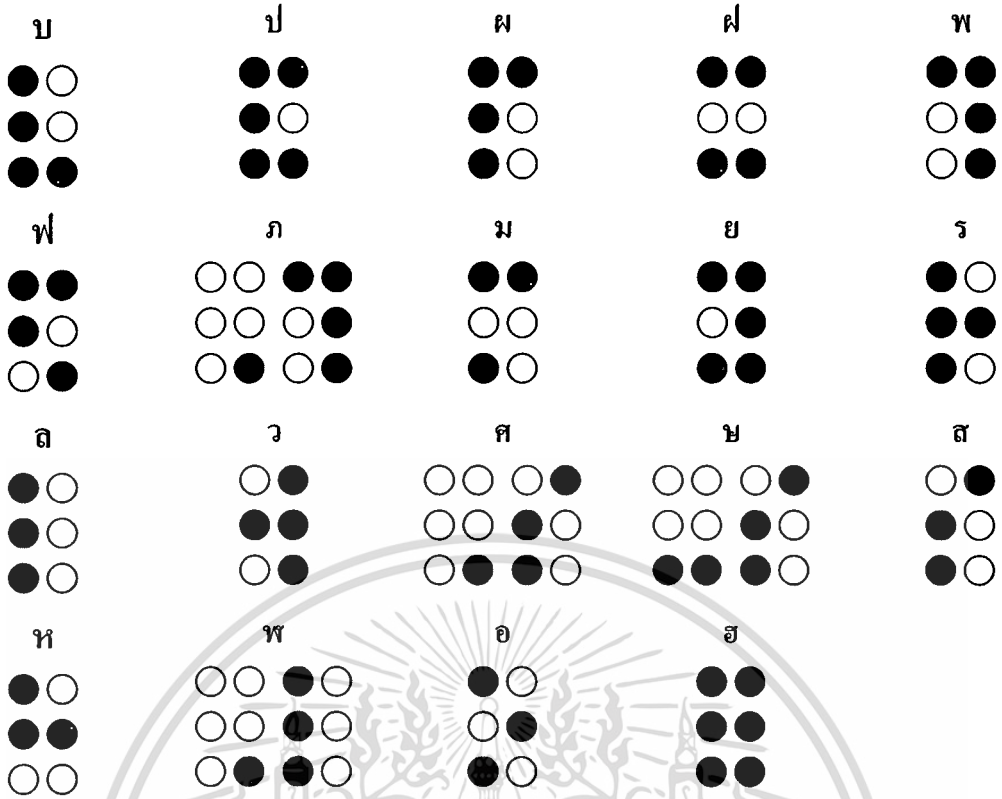 บ ป ผ ฝ พ
ฟ ภ ม ย ร
ล ว ศ ษ ส
ห ฬ อ ฮ